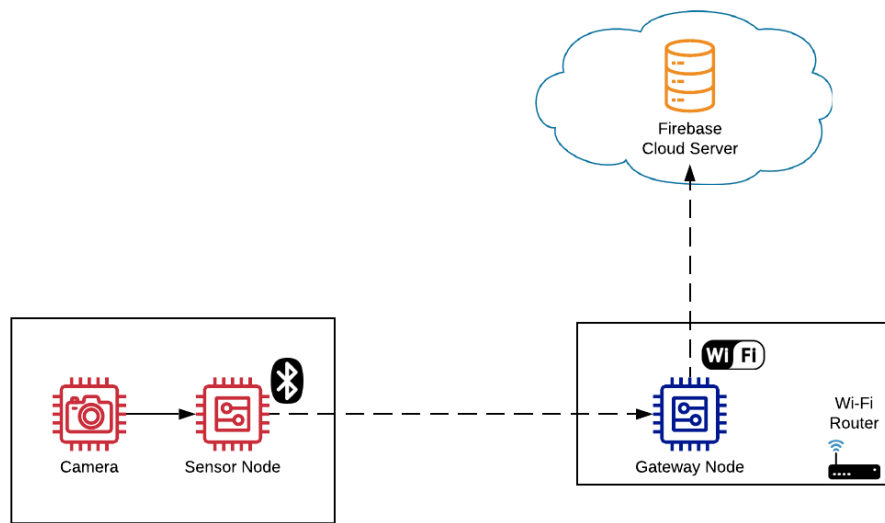 Firebase
Cloud Server
Wi Fi
Wi-Fi
Router
Camera
Sensor Node
Gateway Node